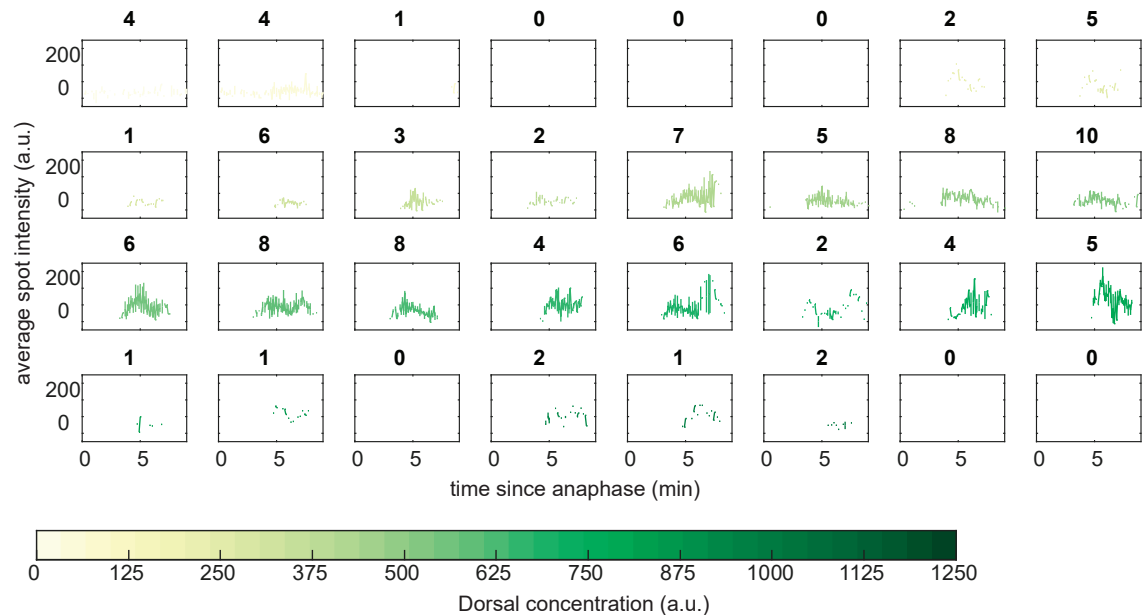 4 4 1 0 0 0 2 5
200
0
1 6 3 2 7 5 8 10
200
0
6 8 8 4 6 2 4 5
200
0
1 1 0 2 1 2 0 0
200
0
average spot intensity (a.u.)
0 5 0 5 0 5 0 5 0 5 0 5 0 5 0 5
time since anaphase (min)
0 125 250 375 500 625 750 875 1000 1125 1250
Dorsal concentration (a.u.)